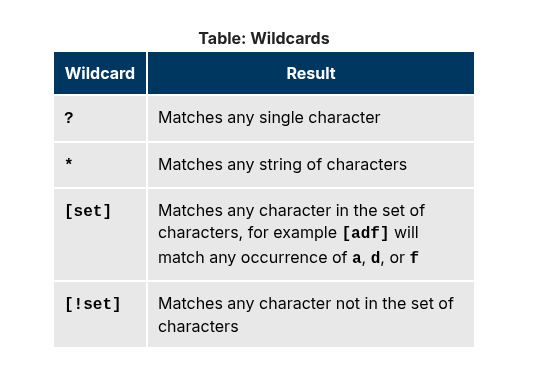 Table: Wildcards
Wildcard Result
? Matches any single character
* Matches any string of characters
[set] Matches any character in the set of
characters, for example [adf] will
match any occurrence of a, d, or f
[!set] Matches any character not in the set of
characters